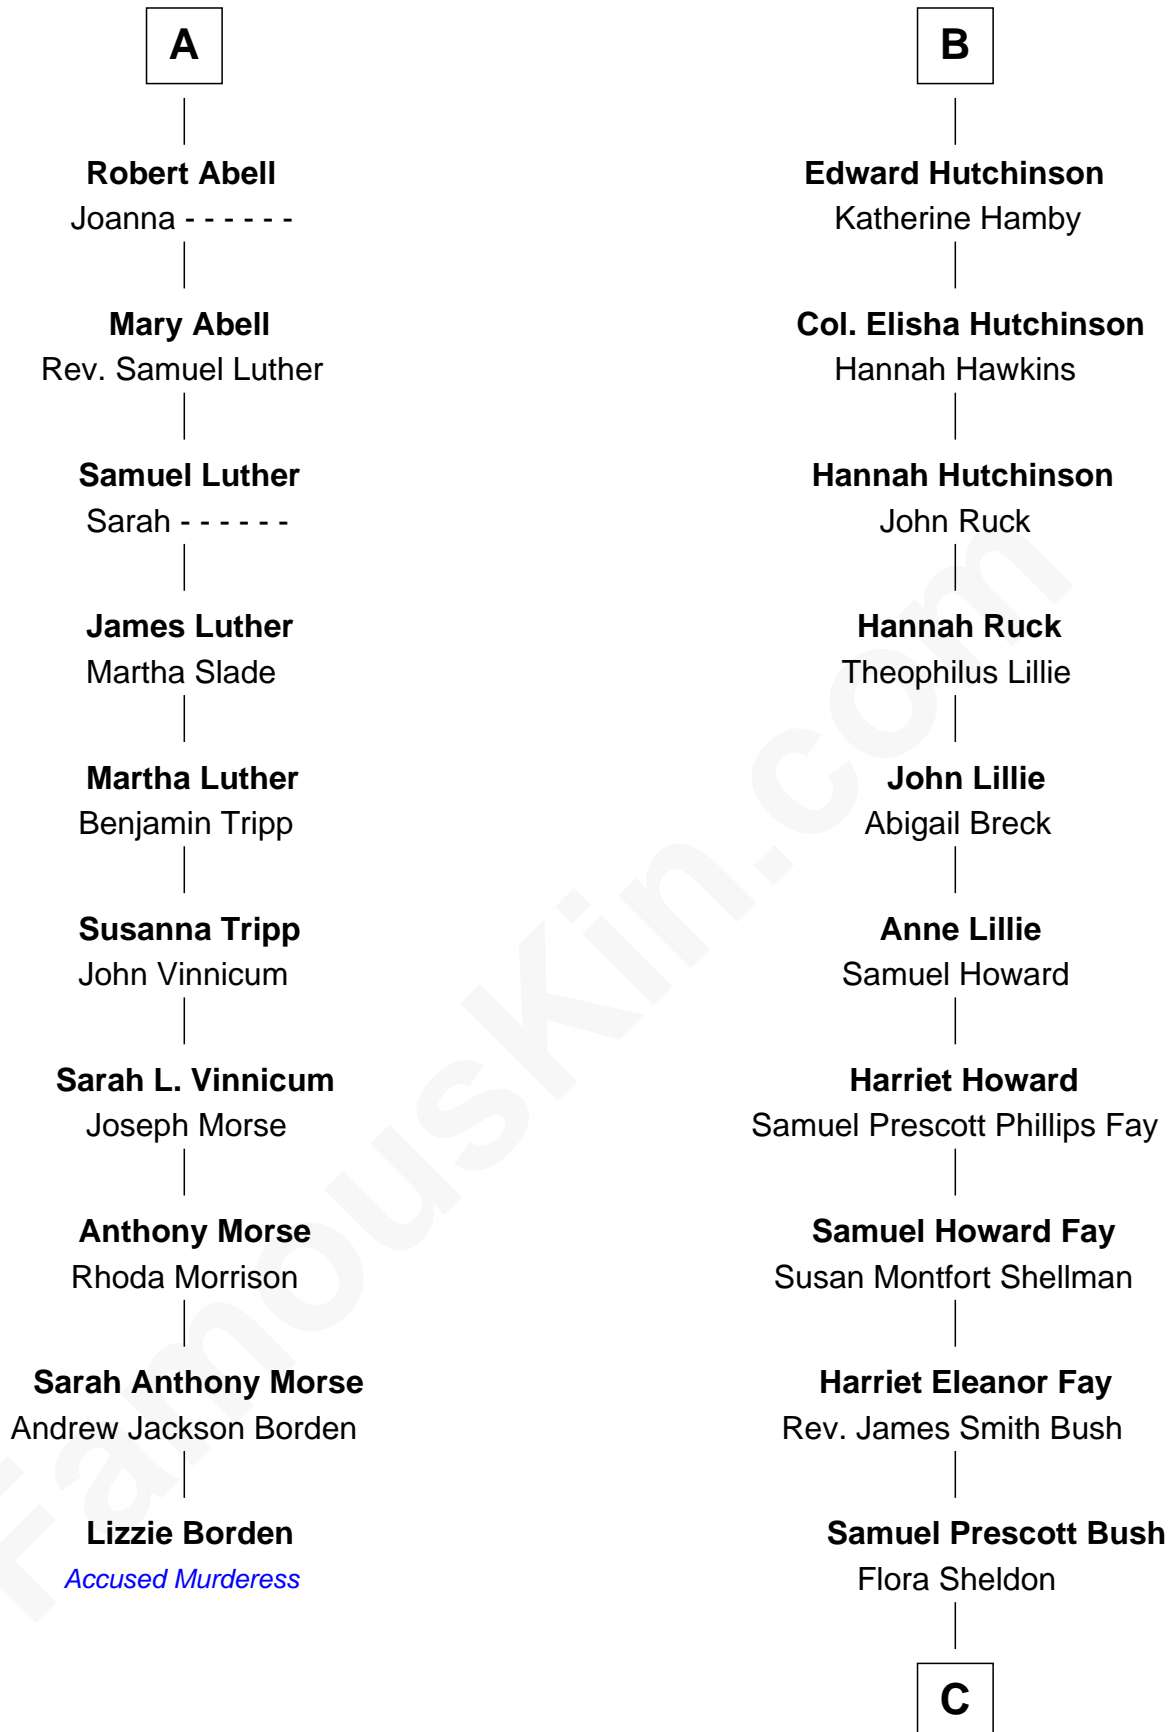 A
Robert Abell
Joanna - - - - - -
Mary Abell
Rev. Samuel Luther
Samuel Luther
Sarah - - - - - -
James Luther
Martha Slade
Martha Luther
Benjamin Tripp
Susanna Tripp
John Vinnicum
Sarah L. Vinnicum
Joseph Morse
Anthony Morse
Rhoda Morrison
Sarah Anthony Morse
Andrew Jackson Borden
Lizzie Borden
Accused Murderess
B
Edward Hutchinson
Katherine Hamby
Col. Elisha Hutchinson
Hannah Hawkins
Hannah Hutchinson
John Ruck
Hannah Ruck
Theophilus Lillie
John Lillie
Abigail Breck
Anne Lillie
Samuel Howard
Harriet Howard
Samuel Prescott Phillips Fay
Samuel Howard Fay
Susan Montfort Shellman
Harriet Eleanor Fay
Rev. James Smith Bush
Samuel Prescott Bush
Flora Sheldon
C
FamousKin.com